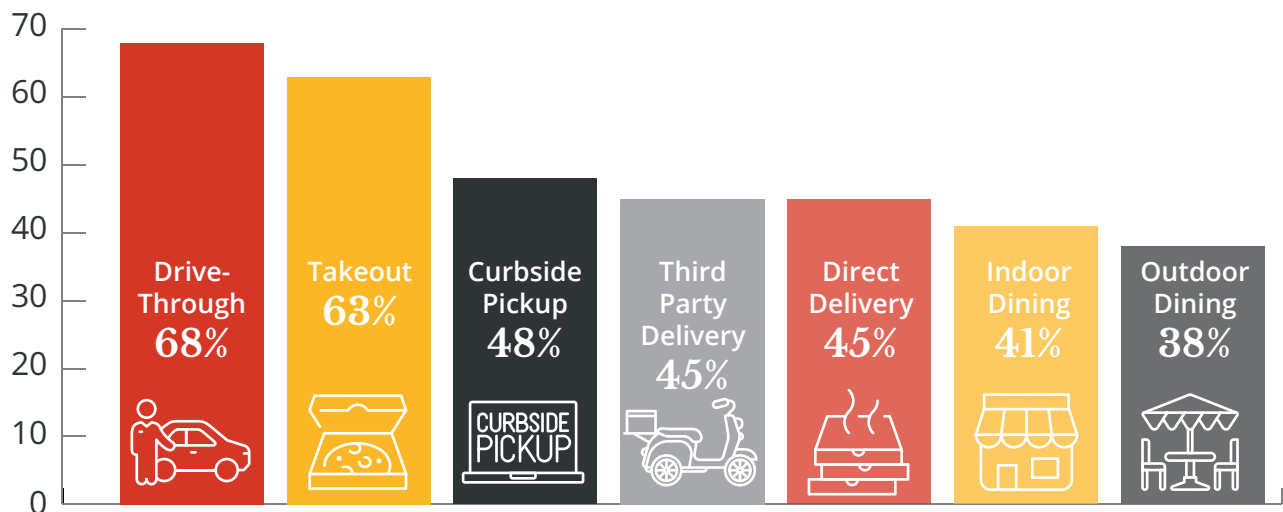 70
60
50
40
30
20
10
0
Drive-
Through
68%
Takeout
63%
Curbside
Pickup
48%
CURBSIDE
PICKUP
Third
Party
Delivery
45%
Direct
Delivery
45%
Indoor
Dining
41%
Outdoor
Dining
38%